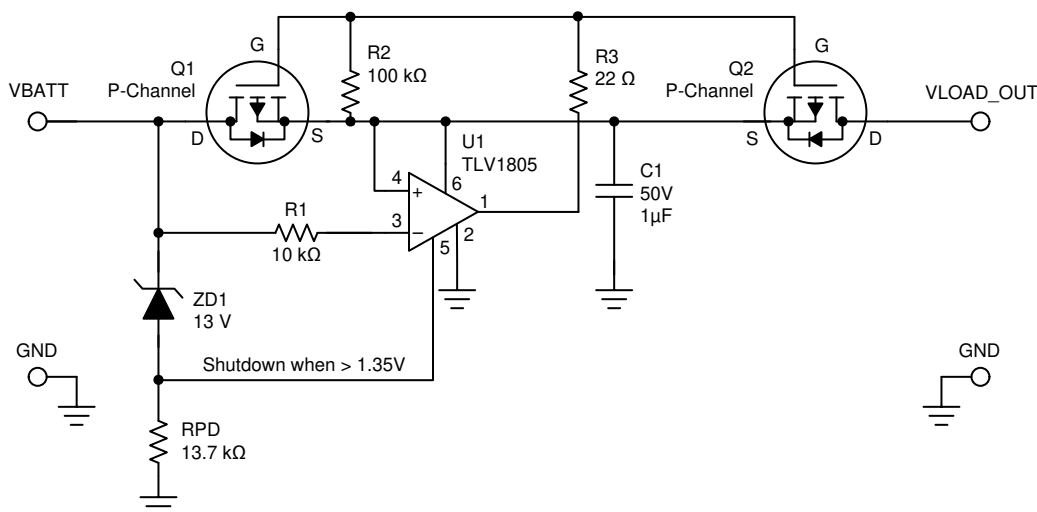 G
R2
100 kΩ
R3
22 Ω
G
Q1
P-Channel
Q2
P-Channel
VBATT
VLOAD_OUT
D
S
S
D
U1
TLV1805
4
+
6
1
3
−
5
2
C1
50V
1µF
R1
10 kΩ
ZD1
13 V
Shutdown when > 1.35V
GND
GND
RPD
13.7 kΩ